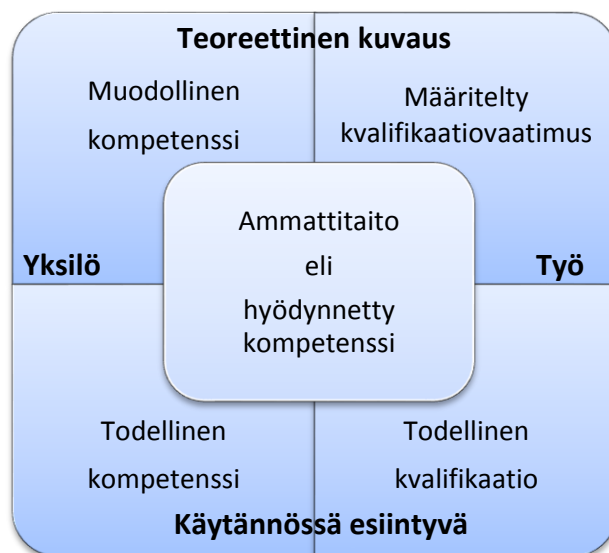 Teoreettinen kuvaus
Muodollinen
kompetenssi
Määritelty
kvalifikaatiovaatimus
Ammattitaito
eli
hyödynnetty
kompetenssi
Yksilö
Työ
Todellinen
kompetenssi
Todellinen
kvalifikaatio
Käytännössä esiintyvä